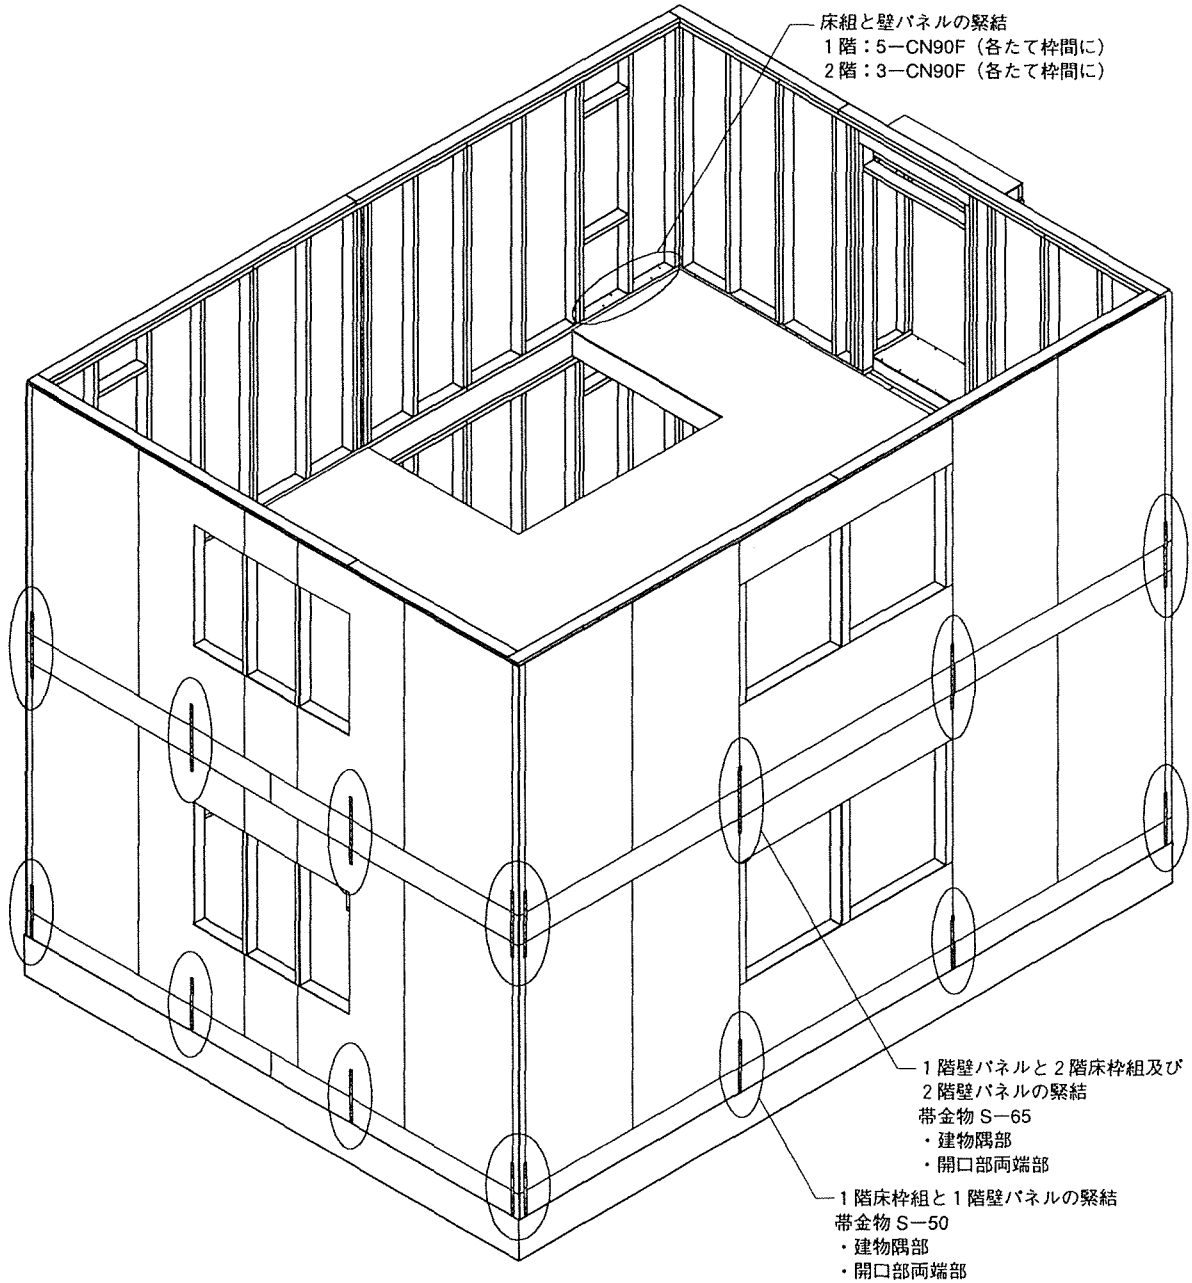 床組と壁パネルの緊結
1階：5－CN90F（各たて枠間に）
2階：3－CN90F（各たて枠間に）
1階壁パネルと2階床枠組及び
2階壁パネルの緊結
帯金物 S－65
・建物隅部
・開口部両端部
1階床枠組と1階壁パネルの緊結
帯金物 S－50
・建物隅部
・開口部両端部